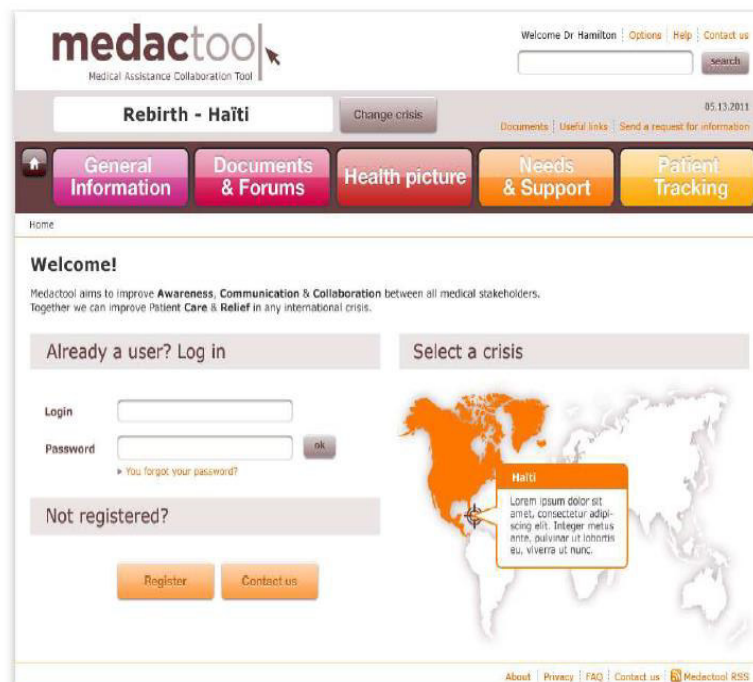 medactool
Medical Assistance Collaboration Tool
Welcome Dr Hamilton Options Help Contact us
search
Rebirth - Haïti
Change crisis
05.13.2011
Documents Useful links Send a request for information
General Information
Documents & Forums
Health picture
Needs & Support
Patient Tracking
Home
Welcome!
Medactool aims to improve Awareness, Communication & Collaboration between all medical stakeholders.
Together we can improve Patient Care & Relief in any international crisis.
Already a user? Log in
Login
Password
ok
You forgot your password?
Not registered?
Register
Contact us
Select a crisis
Haïti
Lorem ipsum dolor sit
amet, consectetur adipi-
scing elit. Integer metus
ante, pulvinar ut lobortis
eu, viverra ut nunc.
About Privacy FAQ Contact us Medactool RSS